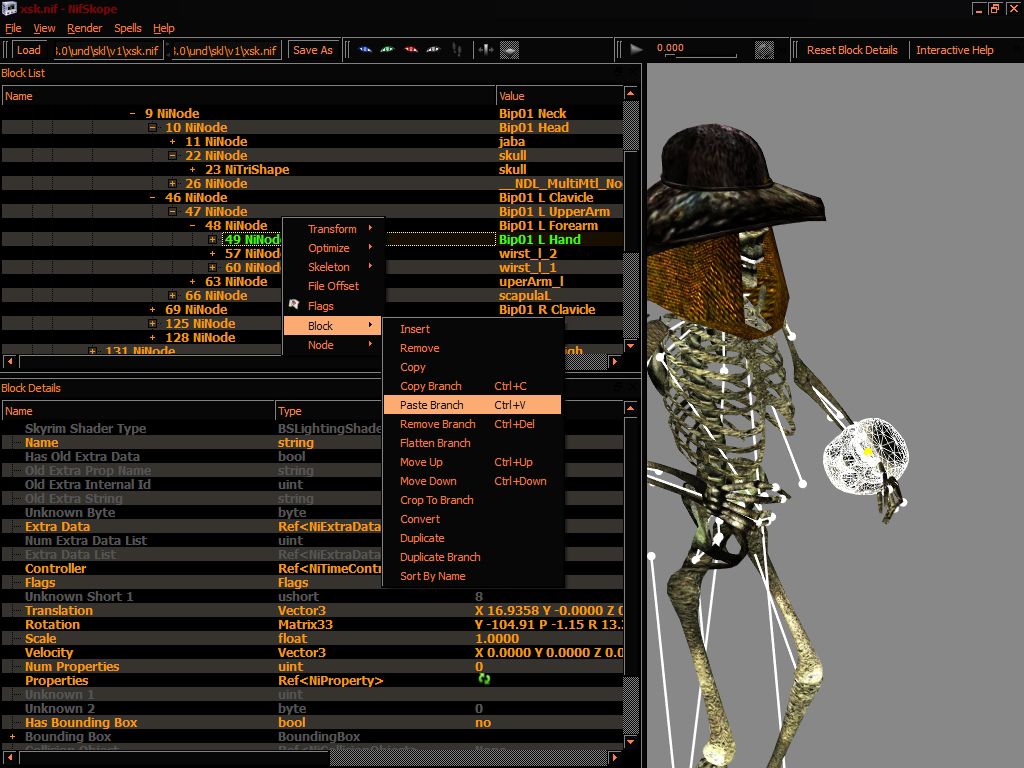 xsk.nif - NifSkope
File View Render Spells Help
Load 3.0\und\skl\v1\xsk.nif 3.0\und\skl\v1\xsk.nif Save As 0.000 Reset Block Details Interactive Help
Block List
Name Value
9 NiNode Bip01 Neck
10 NiNode Bip01 Head
11 NiNode jaba
22 NiNode skull
23 NiTriShape skull
26 NiNode __NDL_MultiMtl_No
46 NiNode Bip01 L Clavicle
47 NiNode Bip01 L UpperArm
48 NiNode Bip01 L Forearm
49 NiNode Bip01 L Hand
57 NiNode wirst_l_2
60 NiNode wirst_l_1
63 NiNode uperArm_l
66 NiNode scapulaL
69 NiNode Bip01 R Clavicle
125 NiNode
128 NiNode
131 NiNode
Transform
Optimize
Skeleton
File Offset
Flags
Block
Node
Insert
Remove
Copy
Copy Branch Ctrl+C
Paste Branch Ctrl+V
Remove Branch Ctrl+Del
Flatten Branch
Move Up Ctrl+Up
Move Down Ctrl+Down
Crop To Branch
Convert
Duplicate
Duplicate Branch
Sort By Name
Block Details
Name Type
Skyrim Shader Type BSLightingShade
Name string
Has Old Extra Data bool
Old Extra Prop Name string
Old Extra Internal Id uint
Old Extra String string
Unknown Byte byte
Extra Data Ref<NiExtraData
Num Extra Data List uint
Extra Data List Ref<NiExtraData
Controller Ref<NiTimeContr
Flags Flags
Unknown Short 1 ushort 8
Translation Vector3 X 16.9358 Y -0.0000 Z 0
Rotation Matrix33 Y -104.91 P -1.15 R 13.
Scale float 1.0000
Velocity Vector3 X 0.0000 Y 0.0000 Z 0.0
Num Properties uint 0
Properties Ref<NiProperty>
Unknown 1 uint
Unknown 2 byte 0
Has Bounding Box bool no
Bounding Box BoundingBox
Collision Object Ref<NiCollisionObject> None